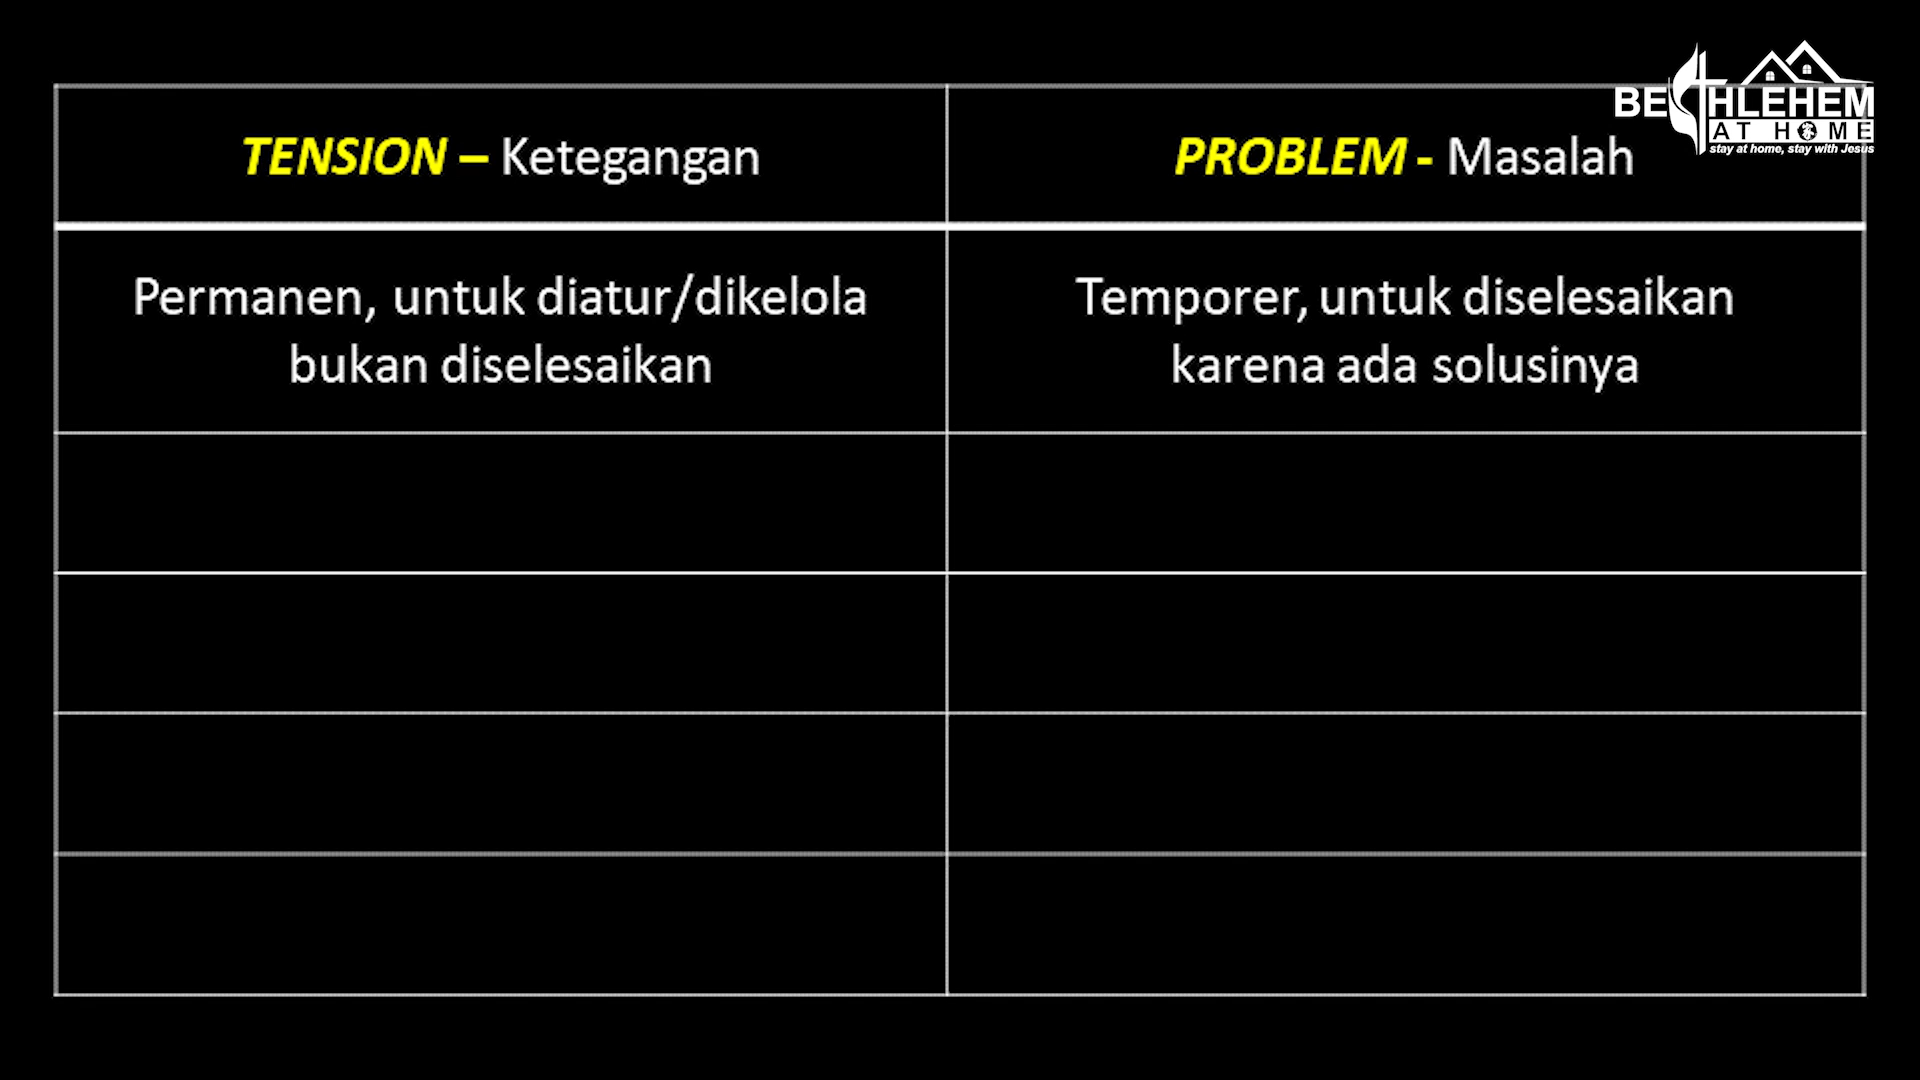 BETHLEHEM
AT HOME
stay at home, stay with Jesus
TENSION – Ketegangan
PROBLEM - Masalah
Permanen, untuk diatur/dikelola
bukan diselesaikan
Temporer, untuk diselesaikan
karena ada solusinya